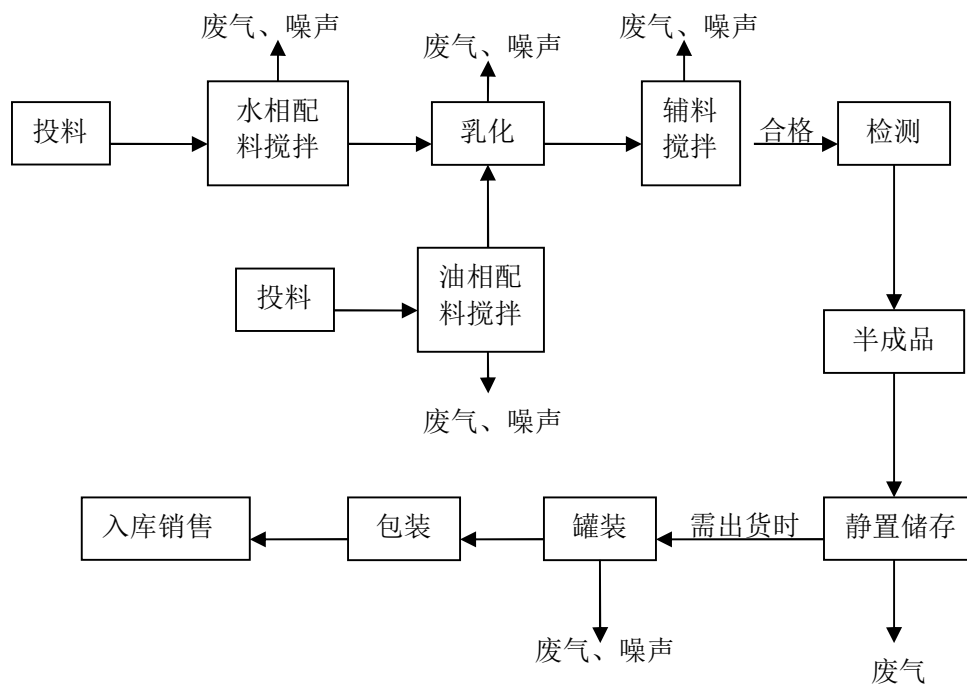 废气、噪声
废气、噪声
废气、噪声
投料
水相配
料搅拌
乳化
辅料
搅拌
合格
检测
投料
油相配
料搅拌
半成品
废气、噪声
入库销售
包装
罐装
需出货时
静置储存
废气、噪声
废气